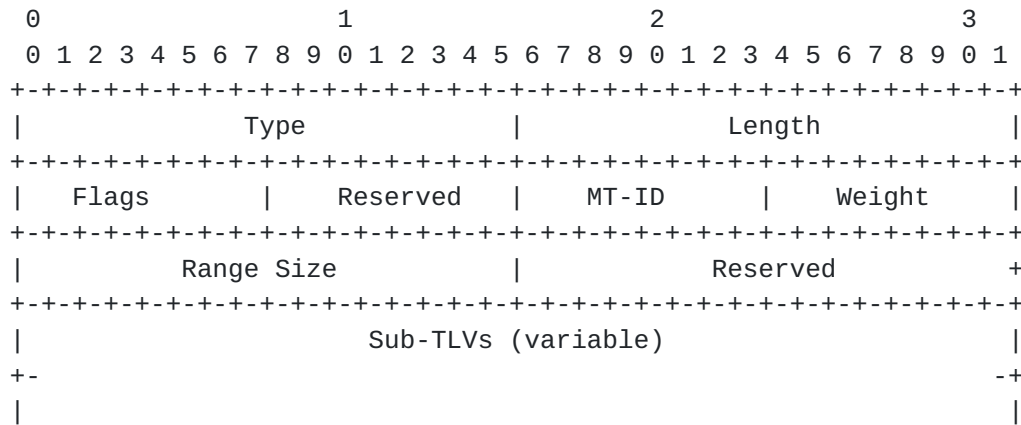 0                   1                   2                   3
 0 1 2 3 4 5 6 7 8 9 0 1 2 3 4 5 6 7 8 9 0 1 2 3 4 5 6 7 8 9 0 1
+-+-+-+-+-+-+-+-+-+-+-+-+-+-+-+-+-+-+-+-+-+-+-+-+-+-+-+-+-+-+-+-+
|              Type             |             Length            |
+-+-+-+-+-+-+-+-+-+-+-+-+-+-+-+-+-+-+-+-+-+-+-+-+-+-+-+-+-+-+-+-+
|   Flags       |    Reserved   |    MT-ID      |    Weight     |
+-+-+-+-+-+-+-+-+-+-+-+-+-+-+-+-+-+-+-+-+-+-+-+-+-+-+-+-+-+-+-+-+
|          Range Size           |            Reserved           +
+-+-+-+-+-+-+-+-+-+-+-+-+-+-+-+-+-+-+-+-+-+-+-+-+-+-+-+-+-+-+-+-+
|                      Sub-TLVs (variable)                      |
+-                                                             -+
|                                                               |